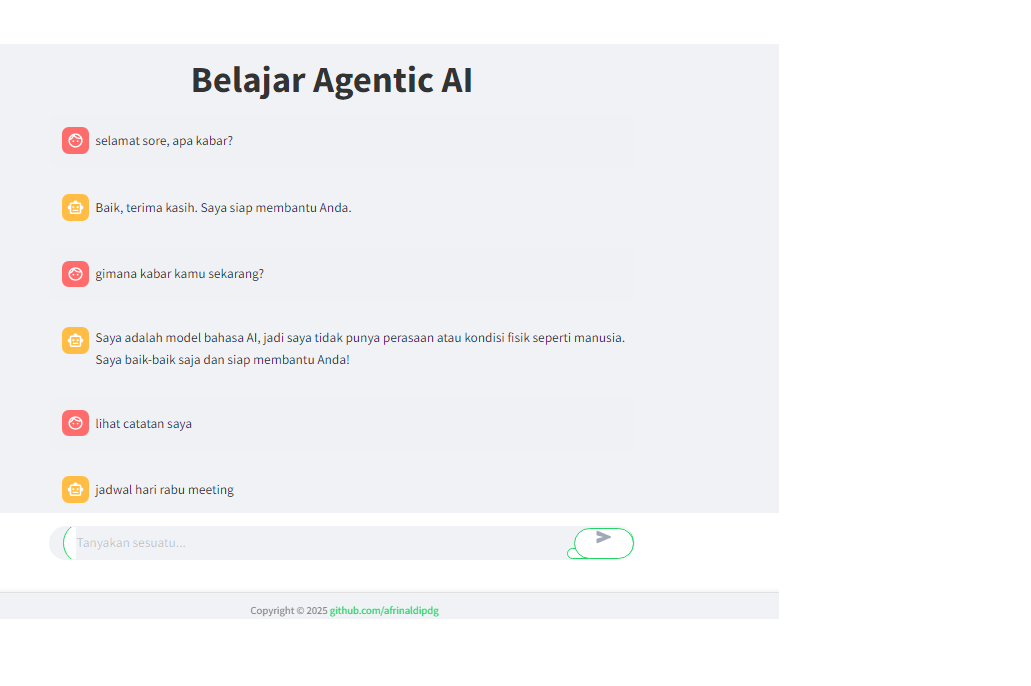 Belajar Agentic AI
selamat sore, apa kabar?
Baik, terima kasih. Saya siap membantu Anda.
gimana kabar kamu sekarang?
Saya adalah model bahasa AI, jadi saya tidak punya perasaan atau kondisi fisik seperti manusia.
Saya baik-baik saja dan siap membantu Anda!
lihat catatan saya
jadwal hari rabu meeting
Tanyakan sesuatu...
Copyright © 2025 github.com/afrinaldipdg